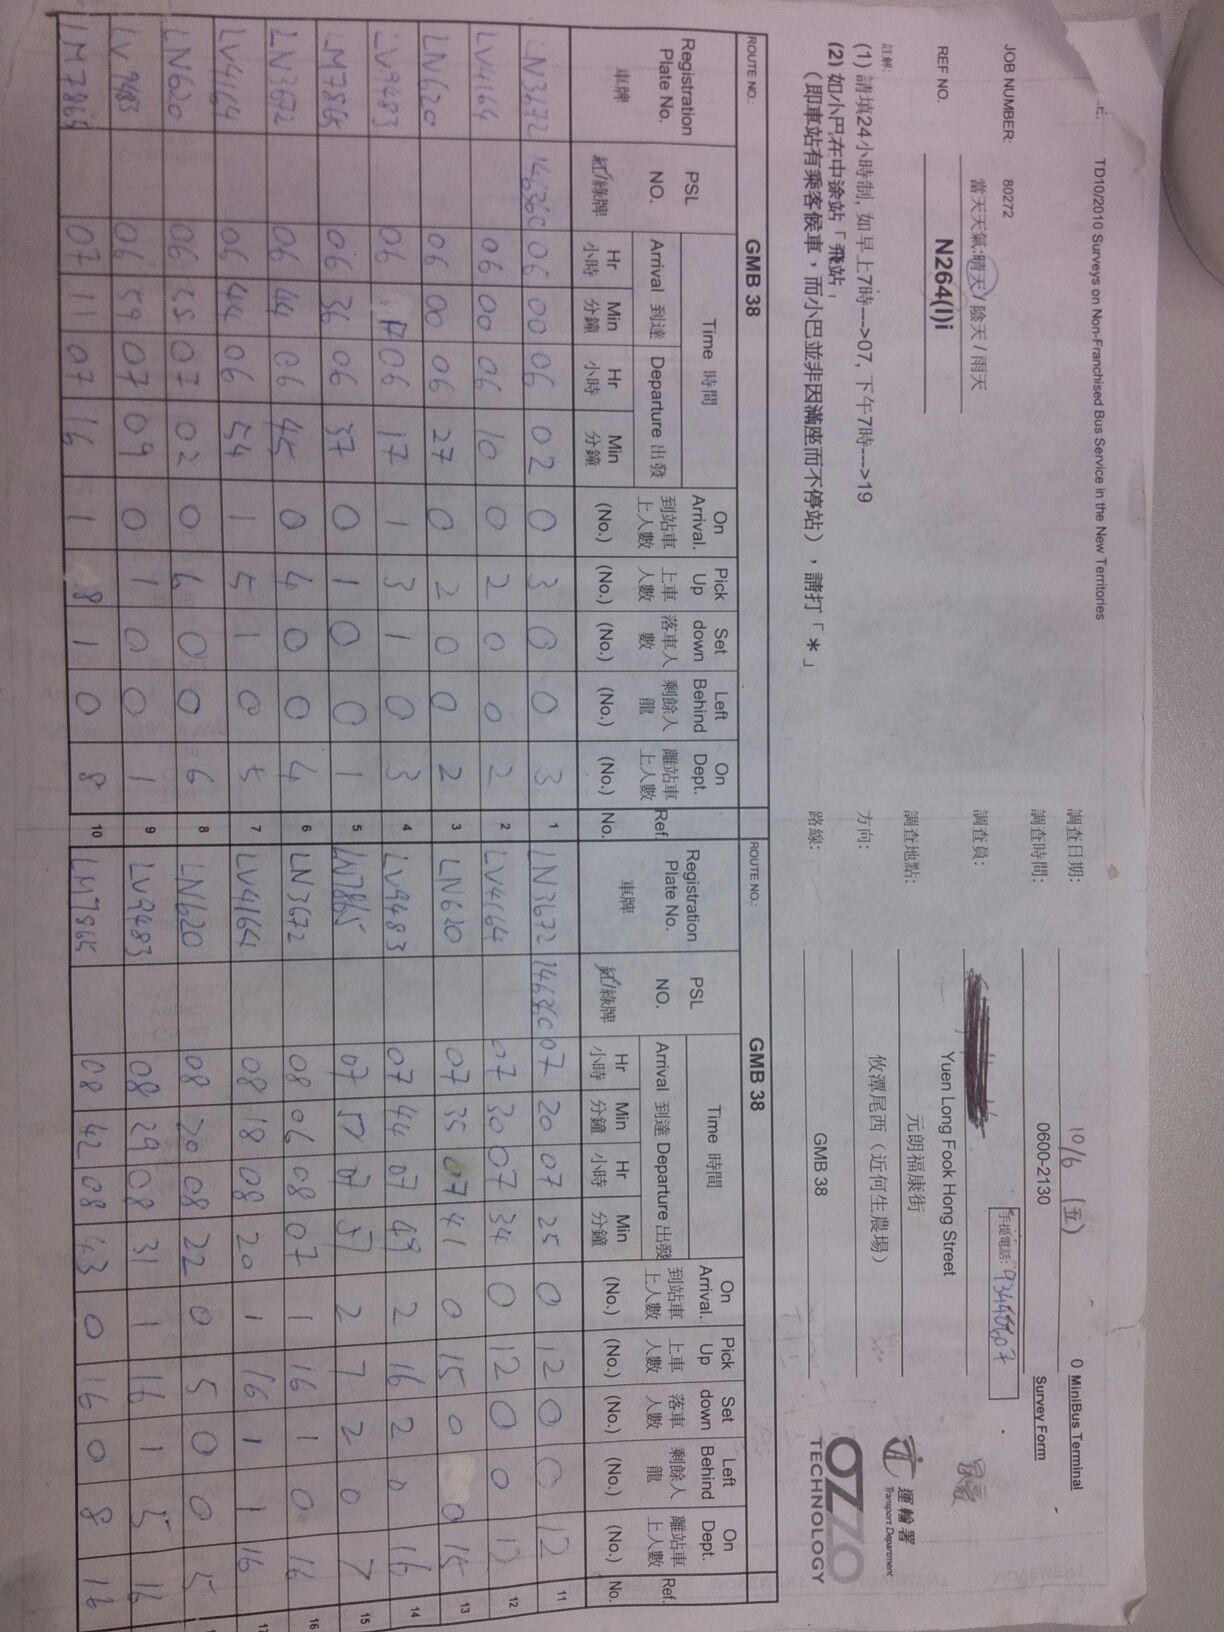 TD10/2010 Surveys on Non-Franchised Bus Service in the New Territories
0 MiniBus Terminal
Survey Form
JOB NUMBER: 80272
當天天氣:晴天/ 陰天 / 雨天
REF NO. N264(I)i
調查日期: 10/6 (五)
調查時間: 0600-2130
手提電話:
調查員:
調查地點: Yuen Long Fook Hong Street
元朗福康街
方向: 攸潭尾西（近何生農場）
路線: GMB 38
運輸署
Transport Department
OZZO
TECHNOLOGY
註解:
(1) 請填24小時制, 如早上7時--->07, 下午7時--->19
(2) 如小巴在中途站「飛站」
（即車站有乘客候車，而小巴並非因滿座而不停站），請打「*」
ROUTE NO.: GMB 38
Registration Plate No. 車牌 PSL NO. 紅/綠牌 Time 時間 On Arrival. 到站車上人數 (No.) Pick Up 上車人數 (No.) Set down 落車人數 (No.) Left Behind 剩餘人龍 (No.) On Dept. 離站車上人數 (No.) Ref. No.
Arrival 到達 Departure 出發
Hr 小時 Min 分鐘 Hr 小時 Min 分鐘
LN3672 14636C 06 00 06 02 0 3 0 0 3 1
LV4164 06 00 06 10 0 2 0 0 2 2
LN620 06 00 06 27 0 2 0 0 2 3
LV9483 06 17 06 17 1 3 1 0 3 4
LM7865 06 36 06 37 0 1 0 0 1 5
LN3672 06 44 06 45 0 4 0 0 4 6
LV4164 06 44 06 54 1 5 1 0 5 7
LN620 06 55 07 02 0 6 0 0 6 8
LV9483 06 59 07 09 0 1 0 0 1 9
LM7865 07 11 07 16 1 8 1 0 8 10
ROUTE NO.: GMB 38
Registration Plate No. 車牌 PSL NO. 紅/綠牌 Time 時間 On Arrival. 到站車上人數 (No.) Pick Up 上車人數 (No.) Set down 落車人數 (No.) Left Behind 剩餘人龍 (No.) On Dept. 離站車上人數 (No.) Ref. No.
Arrival 到達 Departure 出發
Hr 小時 Min 分鐘 Hr 小時 Min 分鐘
LN3672 14636C 07 20 07 25 0 12 0 0 12 11
LV4164 07 30 07 34 0 12 0 0 12 12
LN620 07 35 07 41 0 15 0 0 15 13
LV9483 07 44 07 49 2 16 2 0 16 14
LM7865 07 57 07 57 2 7 2 0 7 15
LN3672 08 06 08 07 1 16 1 0 16 16
LV4164 08 18 08 20 1 16 1 1 16
LN620 08 20 08 22 0 5 0 0 5
LV9483 08 29 08 31 1 16 1 5 16
LM7865 08 42 08 43 0 16 0 8 16